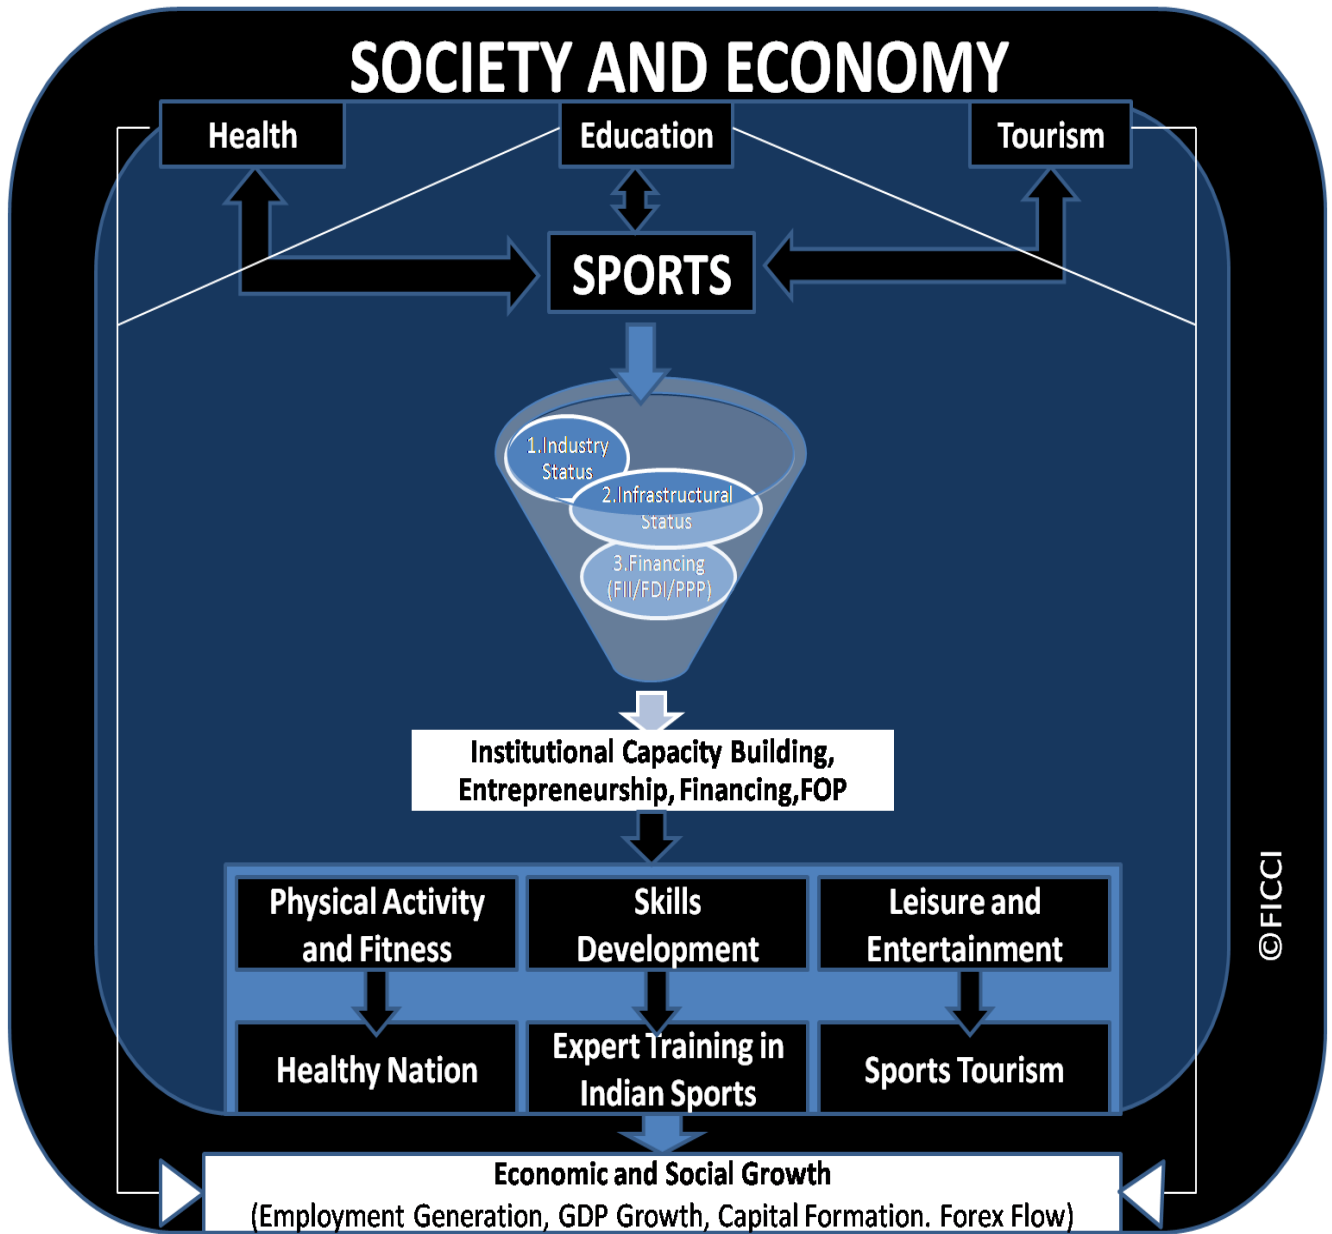 SOCIETY AND ECONOMY
Health
Education
Tourism
SPORTS
1.Industry
Status
2.Infrastructural
Status
3.Financing
(FII/FDI/PPP)
Institutional Capacity Building,
Entrepreneurship, Financing,FOP
Physical Activity
and Fitness
Skills
Development
Leisure and
Entertainment
Healthy Nation
Expert Training in
Indian Sports
Sports Tourism
Economic and Social Growth
(Employment Generation, GDP Growth, Capital Formation. Forex Flow)
©FICCI